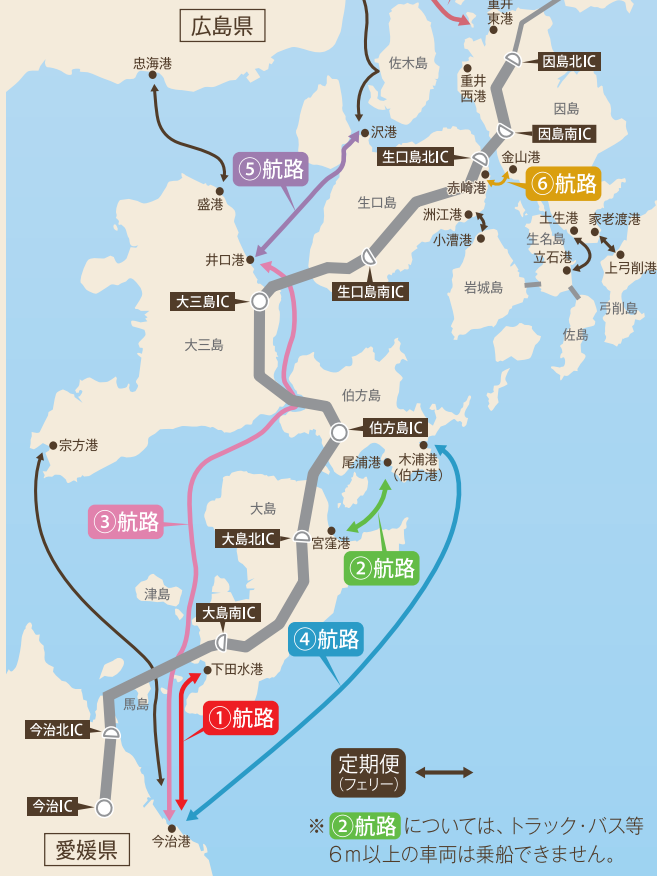 広島県
重井
東港
忠海港
佐木島
因島北IC
重井
西港
因島
沢港
因島南IC
生口島北IC
金山港
⑤航路
⑥航路
赤崎港
盛港
生口島
洲江港
土生港
家老渡港
小漕港
生名島
立石港
井口港
上弓削港
生口島南IC
岩城島
大三島IC
弓削島
佐島
大三島
伯方島
伯方島IC
宗方港
尾浦港
木浦港
(伯方港)
大島
③航路
大島北IC
宮窪港
②航路
津島
大島南IC
④航路
下田水港
馬島
①航路
今治北IC
定期便
(フェリー)
今治IC
今治港
愛媛県
※②航路については、トラック・バス等
6m以上の車両は乗船できません。